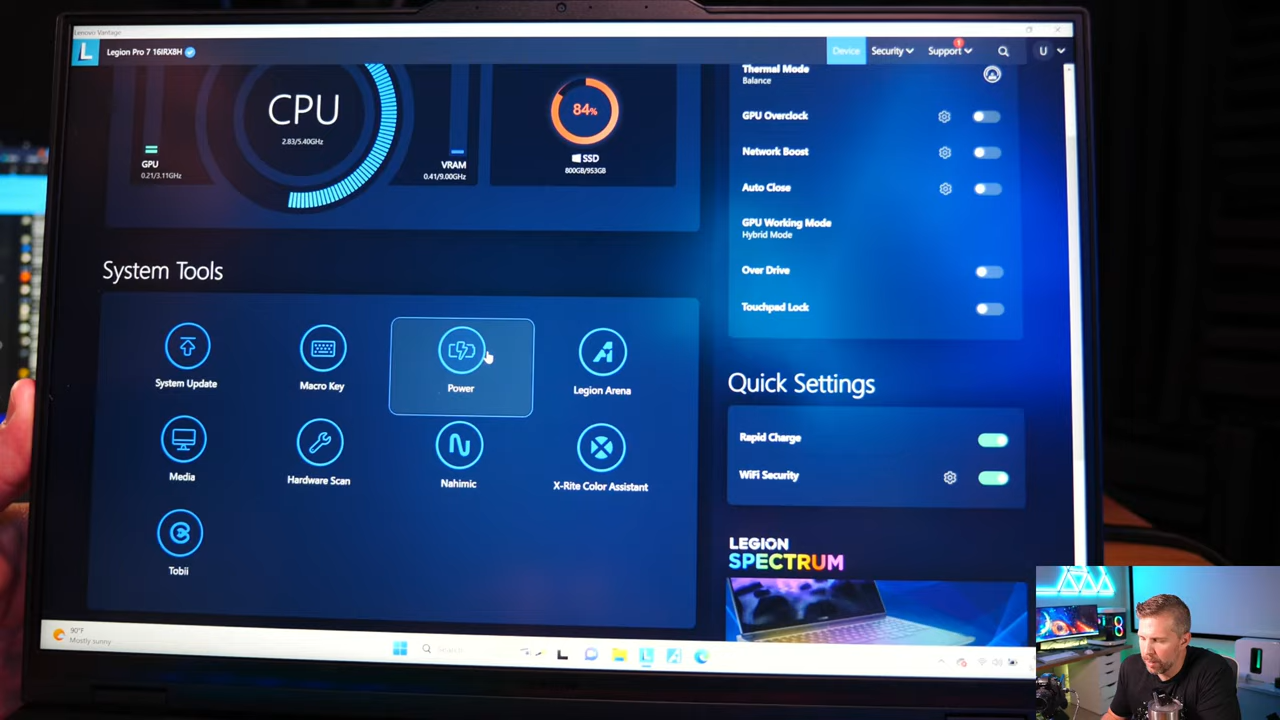 Lenovo Vantage
L
Legion Pro 7 16IRX8H
Device
Security
Support
1
U
CPU
2.83/5.40GHz
GPU
0.21/3.11GHz
VRAM
0.41/9.00GHz
84%
SSD
800GB/953GB
Thermal Mode
Balance
GPU Overclock
Network Boost
Auto Close
GPU Working Mode
Hybrid Mode
Over Drive
Touchpad Lock
System Tools
System Update
Macro Key
Power
Legion Arena
Media
Hardware Scan
Nahimic
X-Rite Color Assistant
Tobii
Quick Settings
Rapid Charge
WiFi Security
LEGION
SPECTRUM
90°F
Mostly sunny
Search
L
L